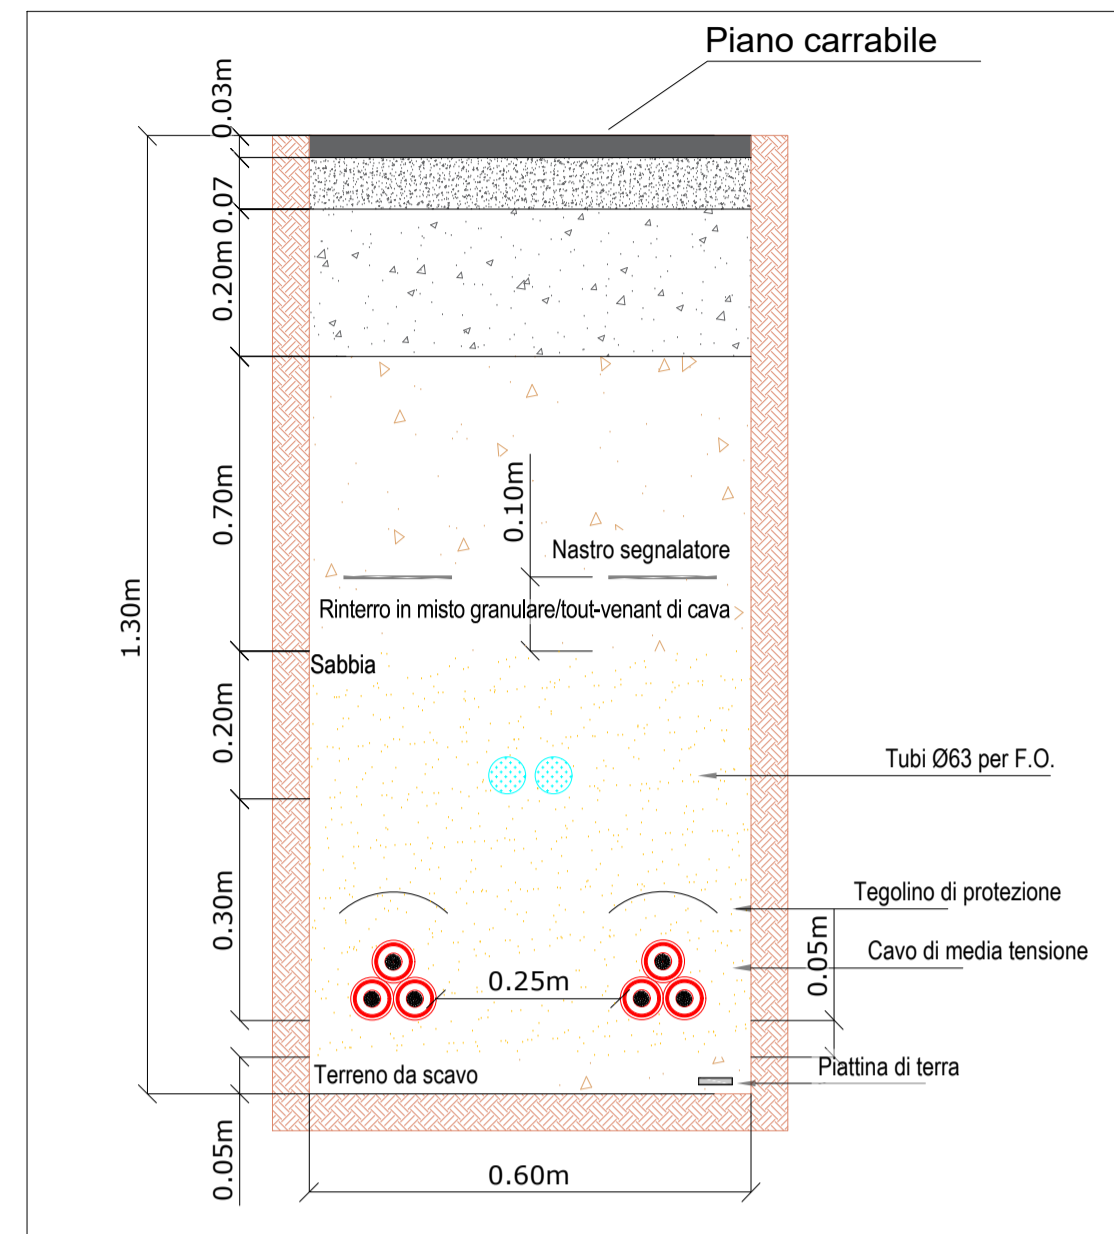 Piano carrabile
0.03m
0.07
0.20m
0.70m
0.10m
Nastro segnalatore
1.30m
Rinterro in misto granulare/tout-venant di cava
Sabbia
0.20m
Tubi Ø63 per F.O.
0.30m
Tegolino di protezione
0.05m
Cavo di media tensione
0.25m
Terreno da scavo
Piattina di terra
0.05m
0.60m